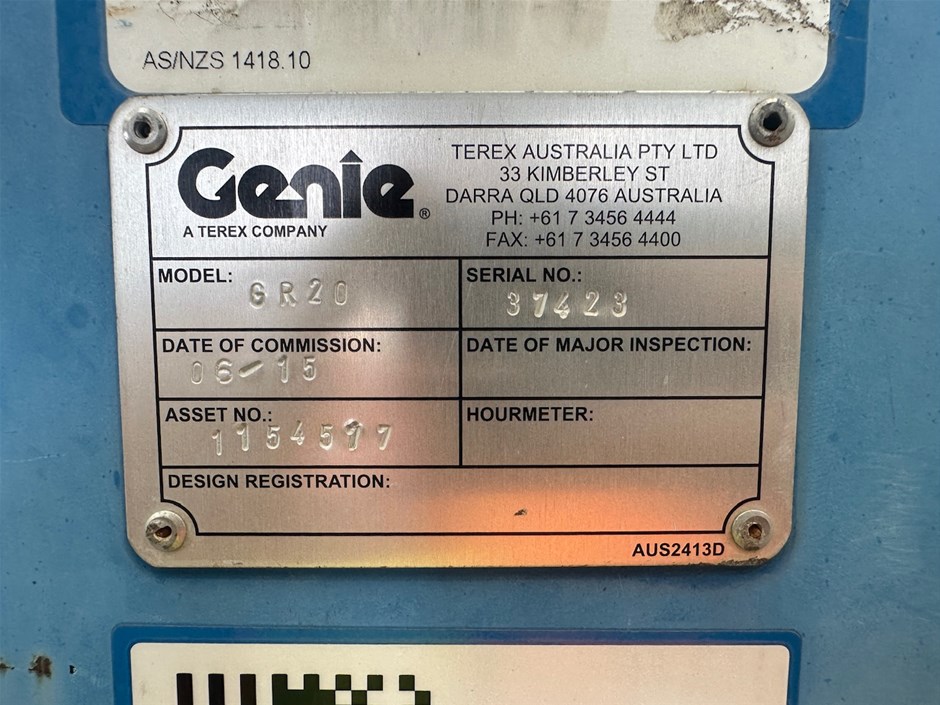 AS/NZS 1418.10
Genie®
A TEREX COMPANY
TEREX AUSTRALIA PTY LTD
33 KIMBERLEY ST
DARRA QLD 4076 AUSTRALIA
PH: +61 7 3456 4444
FAX: +61 7 3456 4400
MODEL: GR20
SERIAL NO.: 37423
DATE OF COMMISSION: 06-15
DATE OF MAJOR INSPECTION:
ASSET NO.: 1154577
HOURMETER:
DESIGN REGISTRATION:
AUS2413D